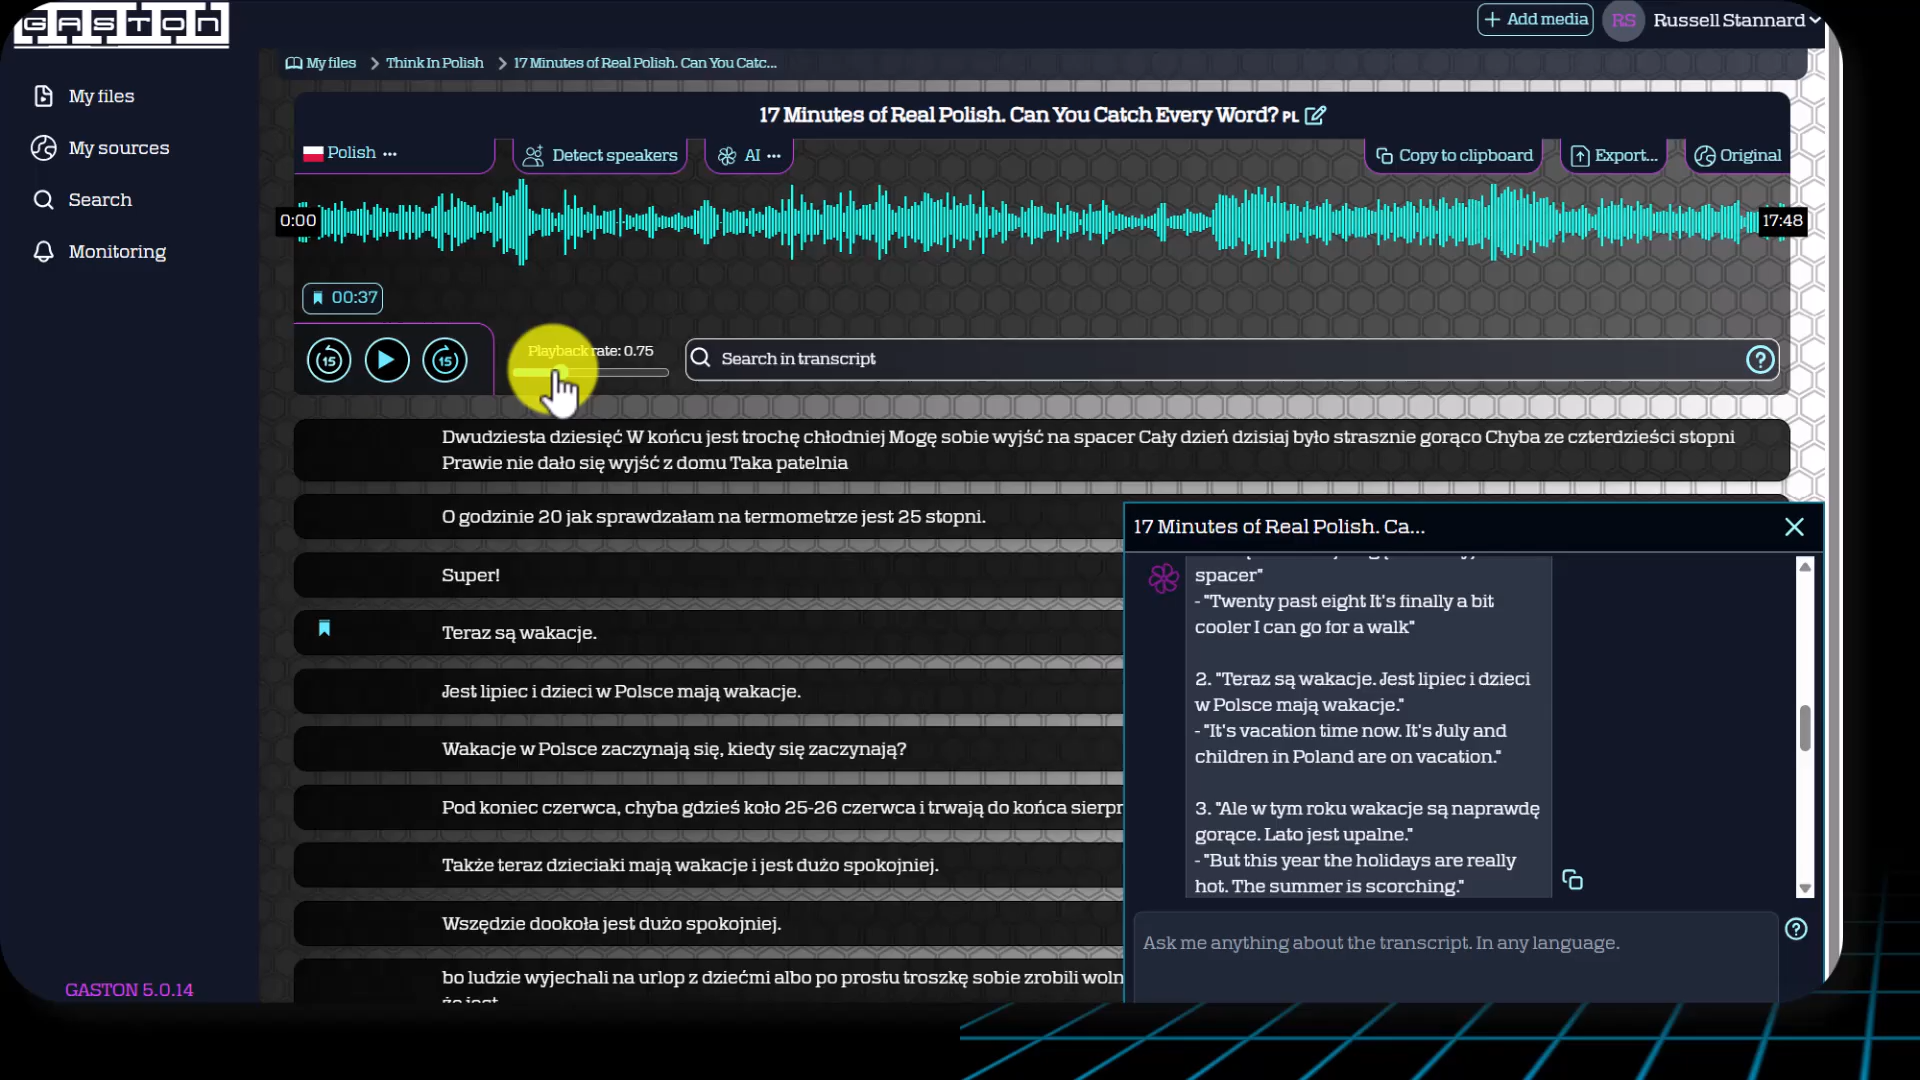 GASTON
+ Add media
RS
Russell Stannard
My files
My sources
Search
Monitoring
GASTON 5.0.14
My files > Think In Polish > 17 Minutes of Real Polish. Can You Catc...
17 Minutes of Real Polish. Can You Catch Every Word? PL
Polish ...
Detect speakers
AI ...
Copy to clipboard
Export...
Original
0:00
17:48
00:37
15
15
Playback rate: 0.75
Search in transcript
?
Dwudziesta dziesięć W końcu jest trochę chłodniej Mogę sobie wyjść na spacer Cały dzień dzisiaj było strasznie gorąco Chyba ze czterdzieści stopni
Prawie nie dało się wyjść z domu Taka patelnia
O godzinie 20 jak sprawdzałam na termometrze jest 25 stopni.
Super!
Teraz są wakacje.
Jest lipiec i dzieci w Polsce mają wakacje.
Wakacje w Polsce zaczynają się, kiedy się zaczynają?
Pod koniec czerwca, chyba gdzieś koło 25-26 czerwca i trwają do końca sierpn
Także teraz dzieciaki mają wakacje i jest dużo spokojniej.
Wszędzie dookoła jest dużo spokojniej.
bo ludzie wyjechali na urlop z dziećmi albo po prostu troszkę sobie zrobili woln
17 Minutes of Real Polish. Ca...
spacer"
- "Twenty past eight It's finally a bit
cooler I can go for a walk"
2. "Teraz są wakacje. Jest lipiec i dzieci
w Polsce mają wakacje."
- "It's vacation time now. It's July and
children in Poland are on vacation."
3. "Ale w tym roku wakacje są naprawdę
gorące. Lato jest upalne."
- "But this year the holidays are really
hot. The summer is scorching."
Ask me anything about the transcript. In any language.
?